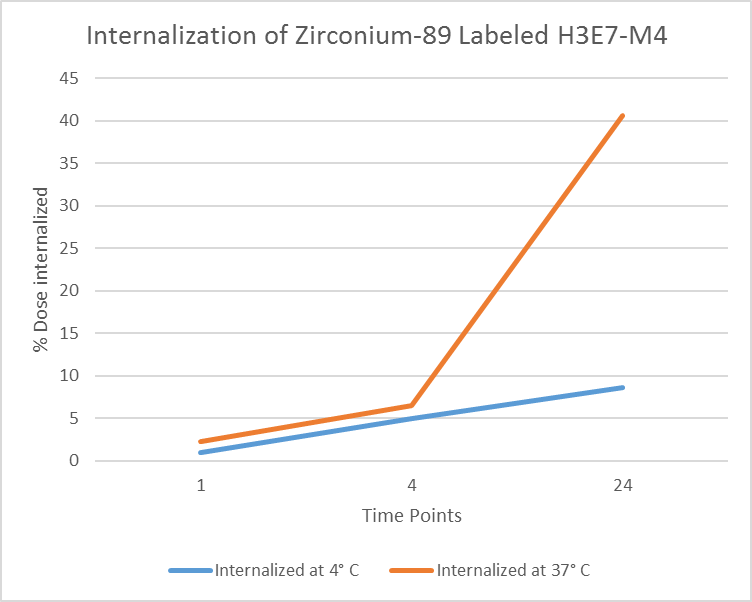 Internalization of Zirconium-89 Labeled H3E7-M4
45
40
35
30
25
20
15
10
5
0
% Dose internalized
1 4 24
Time Points
Internalized at 4° C Internalized at 37° C